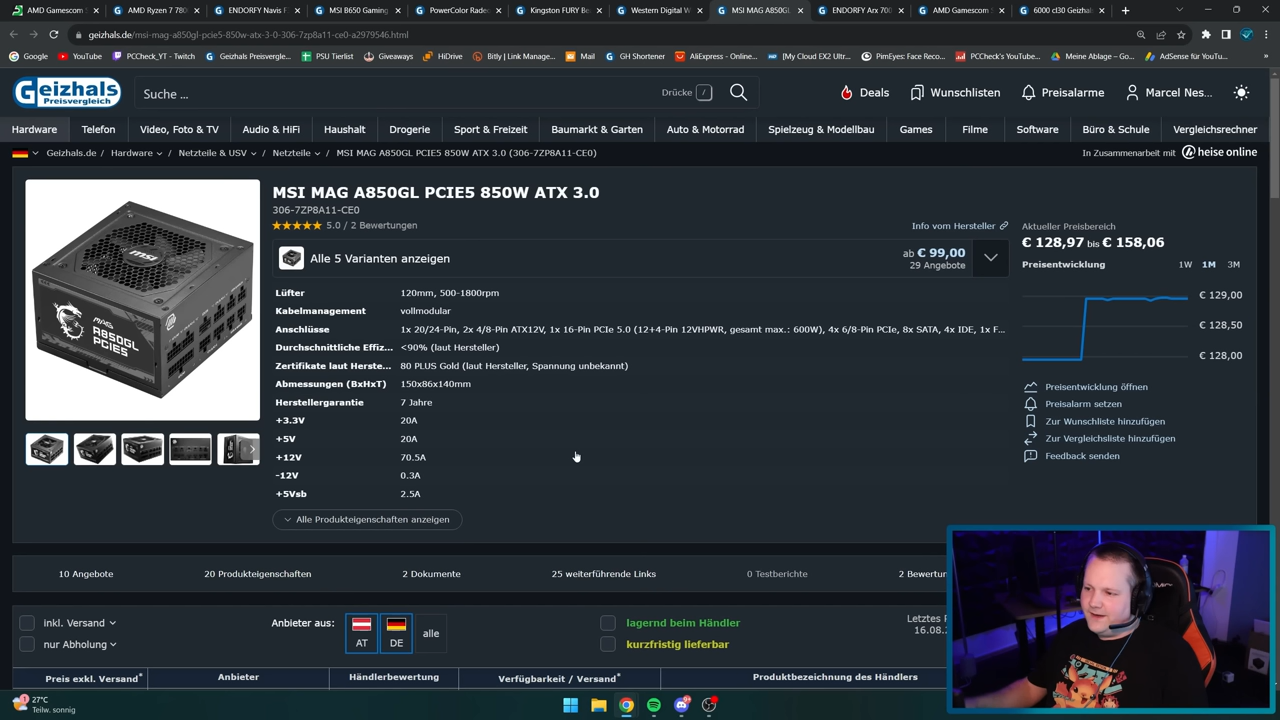 AMD Gamescom S
AMD Ryzen 7 780
ENDORFY Navis F
MSI B650 Gaming
PowerColor Radeo
Kingston FURY Be
Western Digital W
MSI MAG A850GL
ENDORFY Arx 700
AMD Gamescom S
6000 cl30 Geizhals
geizhals.de/msi-mag-a850gl-pcie5-850w-atx-3-0-306-7zp8a11-ce0-a2979546.html
Google YouTube PCCheck_YT - Twitch Geizhals Preisvergle... PSU Tierlist Giveaways HiDrive Bitly | Link Manage... Mail GH Shortener AliExpress - Online... [My Cloud EX2 Ultr... PimEyes: Face Reco... PCCheck's YouTube... Meine Ablage – Go... AdSense für YouTu...
Geizhals
Preisvergleich
Suche ...
Drücke /
Deals Wunschlisten Preisalarme Marcel Nes...
Hardware Telefon Video, Foto & TV Audio & HiFi Haushalt Drogerie Sport & Freizeit Baumarkt & Garten Auto & Motorrad Spielzeug & Modellbau Games Filme Software Büro & Schule Vergleichsrechner
Geizhals.de / Hardware / Netzteile & USV / Netzteile / MSI MAG A850GL PCIE5 850W ATX 3.0 (306-7ZP8A11-CE0)
In Zusammenarbeit mit heise online
MSI MAG A850GL PCIE5 850W ATX 3.0
306-7ZP8A11-CE0
5.0 / 2 Bewertungen
Info vom Hersteller
Alle 5 Varianten anzeigen
ab € 99,00
29 Angebote
Aktueller Preisbereich
€ 128,97 bis € 158,06
Preisentwicklung 1W 1M 3M
€ 129,00
€ 128,50
€ 128,00
msi
MAG
A850GL
PCIE5
Lüfter 120mm, 500-1800rpm
Kabelmanagement vollmodular
Anschlüsse 1x 20/24-Pin, 2x 4/8-Pin ATX12V, 1x 16-Pin PCIe 5.0 (12+4-Pin 12VHPWR, gesamt max.: 600W), 4x 6/8-Pin PCIe, 8x SATA, 4x IDE, 1x F...
Durchschnittliche Effiz... <90% (laut Hersteller)
Zertifikate laut Herste... 80 PLUS Gold (laut Hersteller, Spannung unbekannt)
Abmessungen (BxHxT) 150x86x140mm
Herstellergarantie 7 Jahre
+3.3V 20A
+5V 20A
+12V 70.5A
-12V 0.3A
+5Vsb 2.5A
Alle Produkteigenschaften anzeigen
Preisentwicklung öffnen
Preisalarm setzen
Zur Wunschliste hinzufügen
Zur Vergleichsliste hinzufügen
Feedback senden
10 Angebote 20 Produkteigenschaften 2 Dokumente 25 weiterführende Links 0 Testberichte 2 Bewertun
inkl. Versand
nur Abholung
Anbieter aus: AT DE alle
lagernd beim Händler
kurzfristig lieferbar
Letztes
16.08.2
Preis exkl. Versand* Anbieter Händlerbewertung Verfügbarkeit / Versand* Produktbezeichnung des Händlers
27°C
Teilw. sonnig